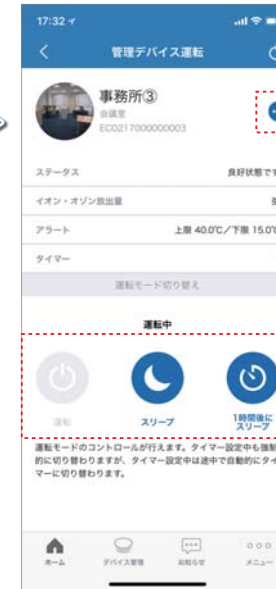 17:32
管理デバイス運転
事務所③
会議室
EC0217000000003
ステータス 良好状態です
イオン・オゾン放出量
アラート 上限 40.0℃／下限 15.0℃
タイマー
運転モード切り替え
運転中
運転 スリープ 1時間後に
スリープ
運転モードのコントロールが行えます。タイマー設定中も強制
的に切り替わりますが、タイマー設定中は途中で自動的にタイ
マーに切り替わります。
ホーム デバイス管理 お知らせ メニュー